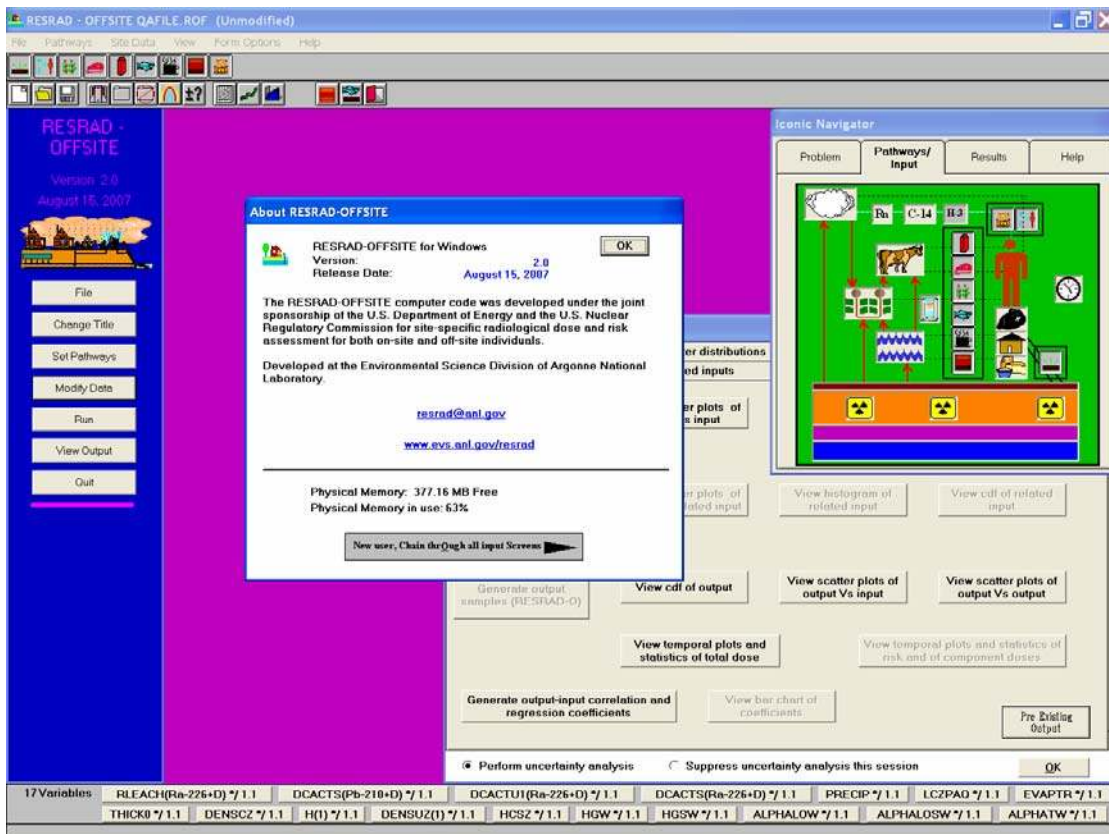 RESRAD - OFFSITE QAFILE.ROF (Unmodified)
File Pathways Site Data View Form Options Help
RESRAD - OFFSITE
Version 2.0
August 15, 2007
File
Change Title
Set Pathways
Modify Data
Run
View Output
Quit
About RESRAD-OFFSITE
RESRAD-OFFSITE for Windows
OK
Version: 2.0
Release Date: August 15, 2007
The RESRAD-OFFSITE computer code was developed under the joint
sponsorship of the U.S. Department of Energy and the U.S. Nuclear
Regulatory Commission for site-specific radiological dose and risk
assessment for both on-site and off-site individuals.
Developed at the Environmental Science Division of Argonne National
Laboratory.
resrad@anl.gov
www.evs.anl.gov/resrad
Physical Memory: 377.16 MB Free
Physical Memory in use: 63%
New user, Chain thrOugh all input Screens
Iconic Navigator
Problem
Pathways/
Input
Results
Help
Rn C-14 H-3
er distributions
ed inputs
er plots of
s input
er plots of
lated input
View histogram of
related input
View cdf of related
input
Generate output
samples (RESRAD-O)
View cdf of output
View scatter plots of
output Vs input
View scatter plots of
output Vs output
View temporal plots and
statistics of total dose
View temporal plots and statistics of
risk and of component doses
Generate output-input correlation and
regression coefficients
View bar chart of
coefficients
Pre Existing
Output
Perform uncertainty analysis
Suppress uncertainty analysis this session
OK
17 Variables RLEACH(Ra-226+D) */ 1.1 DCACTS(Pb-210+D) */ 1.1 DCACTU1(Ra-226+D) */ 1.1 DCACTS(Ra-226+D) */ 1.1 PRECIP */ 1.1 LCZPAQ */ 1.1 EVAPTR */ 1.1
THICK0 */ 1.1 DENSCZ */ 1.1 H(1) */ 1.1 DENSUZ(1) */ 1.1 HCSZ */ 1.1 HGW */ 1.1 HGSW */ 1.1 ALPHALOW */ 1.1 ALPHALOSW */ 1.1 ALPHATW */ 1.1